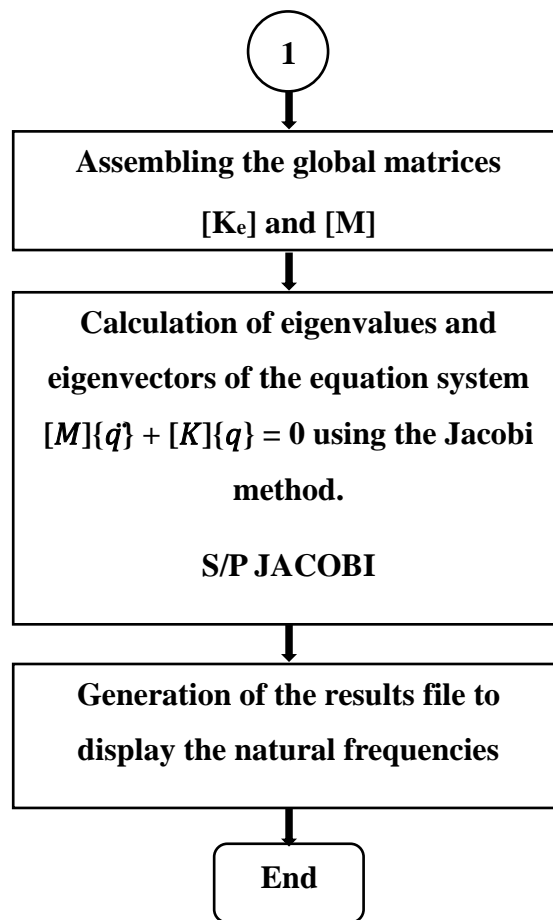 1
Assembling the global matrices
[Kₑ] and [M]
Calculation of eigenvalues and
eigenvectors of the equation system
[M]{q̈} + [K]{q} = 0 using the Jacobi
method.
S/P JACOBI
Generation of the results file to
display the natural frequencies
End